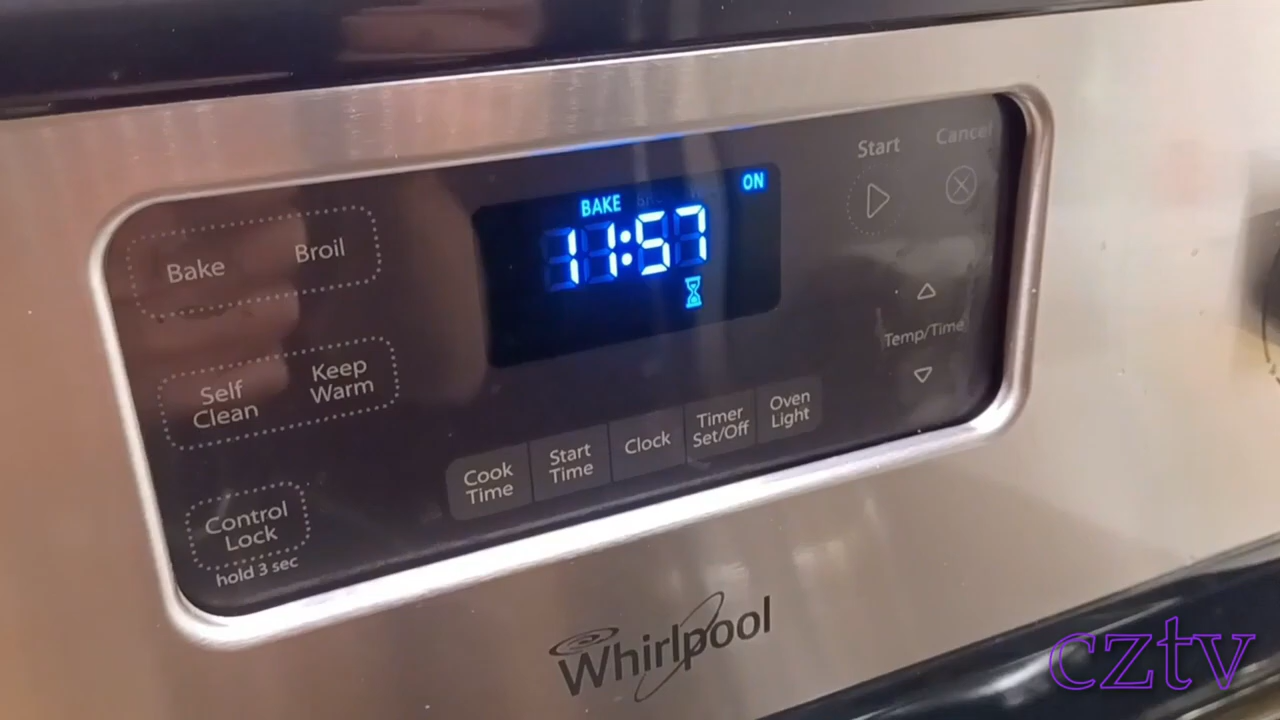 Start Cancel
BAKE ON
11:57
Bake Broil
Temp/Time
Self Clean
Keep Warm
Cook Time
Start Time
Clock
Timer Set/Off
Oven Light
Control Lock
hold 3 sec
Whirlpool
cztv